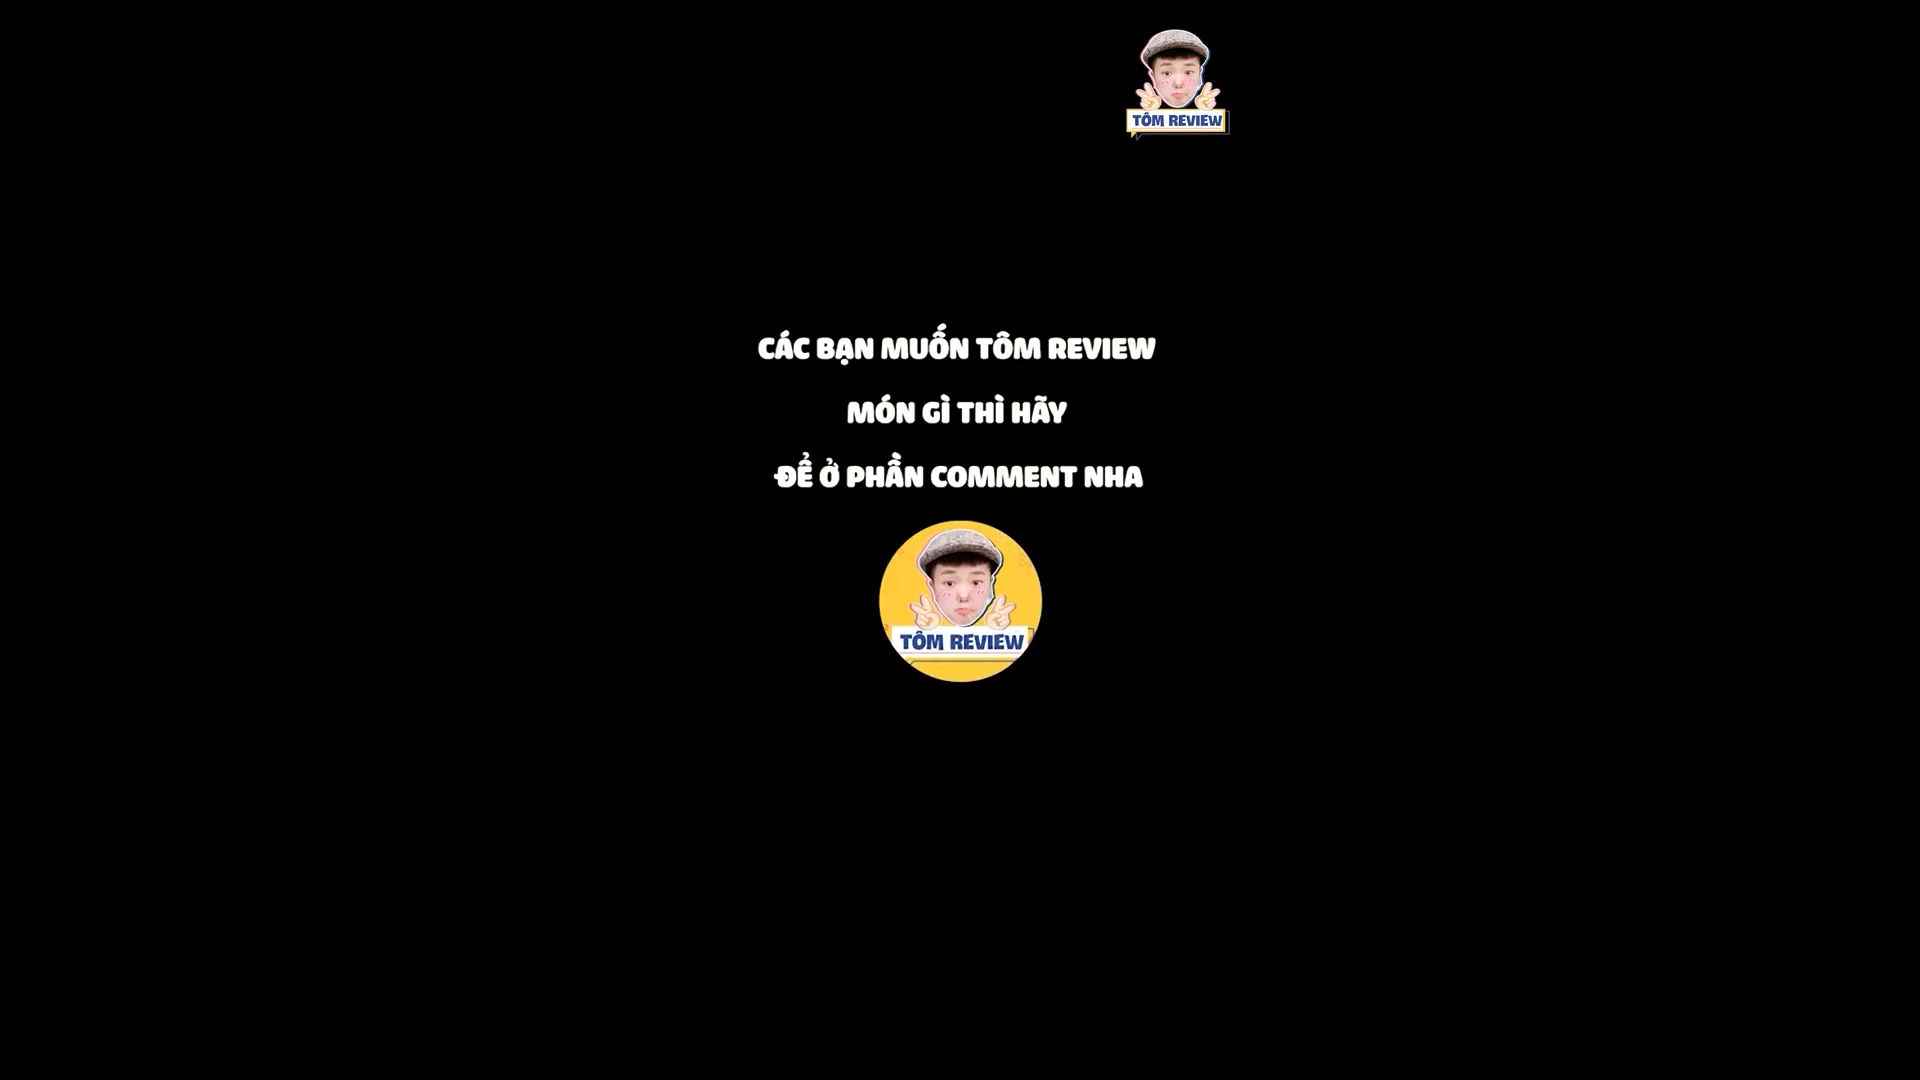 TÔM REVIEW
CÁC BẠN MUỐN TÔM REVIEW
MÓN GÌ THÌ HÃY
ĐỂ Ở PHẦN COMMENT NHA
TÔM REVIEW